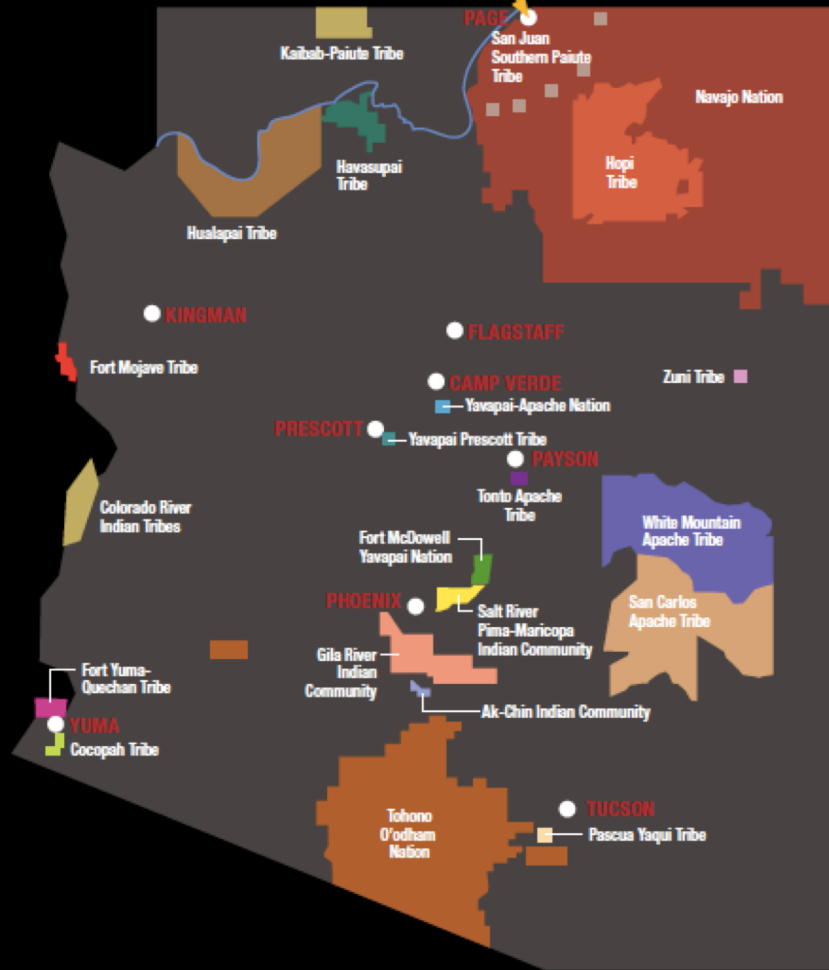 PAGE
San Juan
Southern Paiute
Tribe
Kaibab-Paiute Tribe
Navajo Nation
Hopi
Tribe
Havasupai
Tribe
Hualapai Tribe
KINGMAN
FLAGSTAFF
Fort Mojave Tribe
CAMP VERDE
Zuni Tribe
Yavapai-Apache Nation
PRESCOTT
Yavapai Prescott Tribe
PAYSON
Tonto Apache
Tribe
Colorado River
Indian Tribes
White Mountain
Apache Tribe
Fort McDowell
Yavapai Nation
PHOENIX
Salt River
Pima-Maricopa
Indian Community
San Carlos
Apache Tribe
Gila River
Indian
Community
Fort Yuma-
Quechan Tribe
Ak-Chin Indian Community
YUMA
Cocopah Tribe
Tohono
O'odham
Nation
TUCSON
Pascua Yaqui Tribe